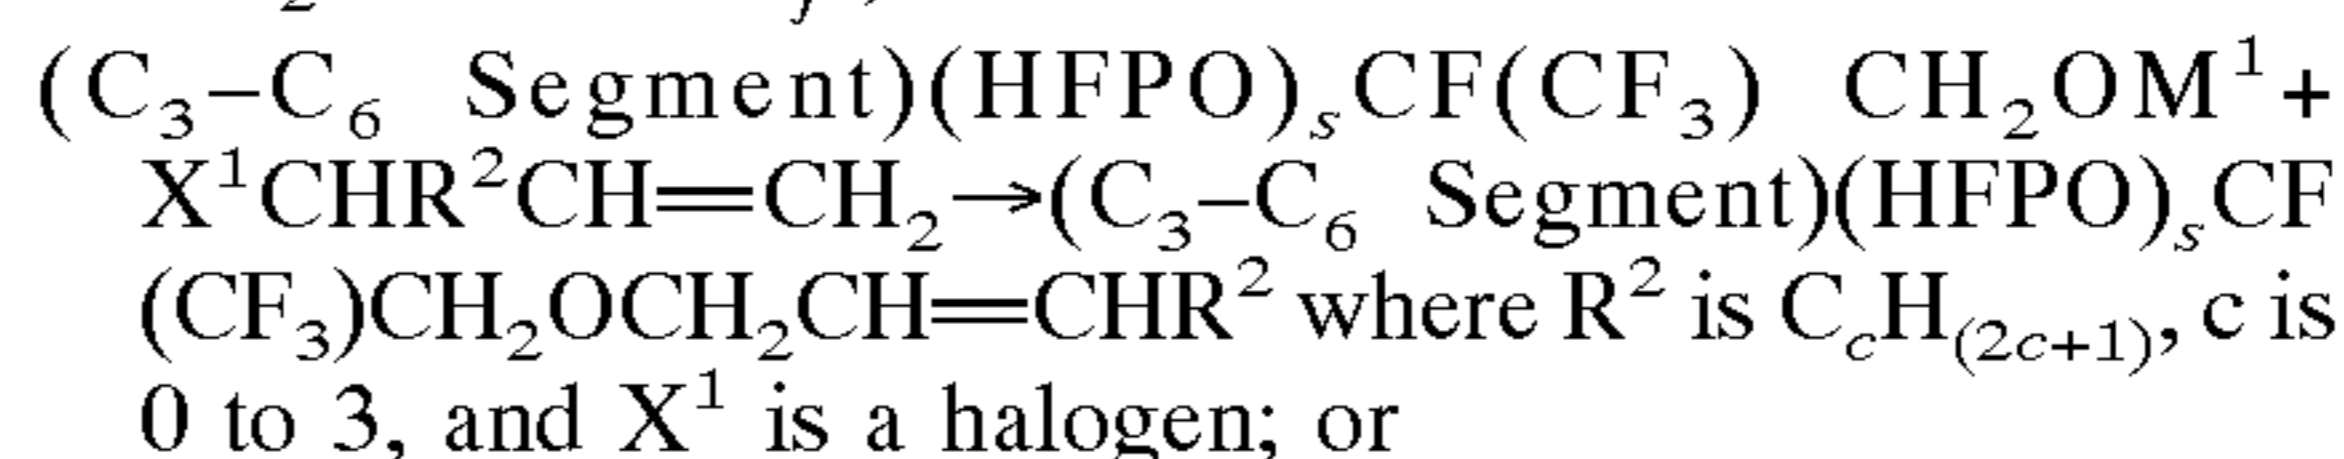 (C₃–C₆ Segment)(HFPO)ₛCF(CF₃) CH₂OM¹+
X¹CHR²CH=CH₂→(C₃–C₆ Segment)(HFPO)ₛCF
(CF₃)CH₂OCH₂CH=CHR² where R² is C_cH_(2c+1), c is
0 to 3, and X¹ is a halogen; or